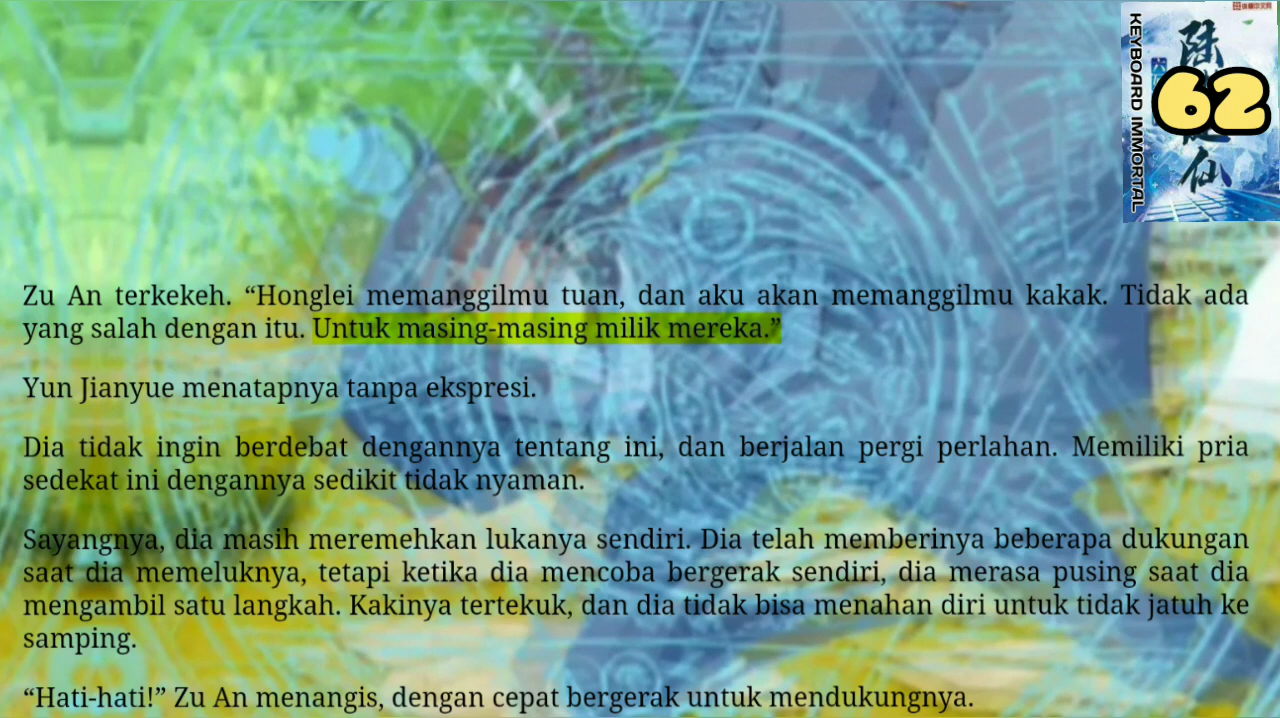 KEYBOARD IMMORTAL
62
Zu An terkekeh. “Honglei memanggilmu tuan, dan aku akan memanggilmu kakak. Tidak ada
yang salah dengan itu. Untuk masing-masing milik mereka.”
Yun Jianyue menatapnya tanpa ekspresi.
Dia tidak ingin berdebat dengannya tentang ini, dan berjalan pergi perlahan. Memiliki pria
sedekat ini dengannya sedikit tidak nyaman.
Sayangnya, dia masih meremehkan lukanya sendiri. Dia telah memberinya beberapa dukungan
saat dia memeluknya, tetapi ketika dia mencoba bergerak sendiri, dia merasa pusing saat dia
mengambil satu langkah. Kakinya tertekuk, dan dia tidak bisa menahan diri untuk tidak jatuh ke
samping.
“Hati-hati!” Zu An menangis, dengan cepat bergerak untuk mendukungnya.